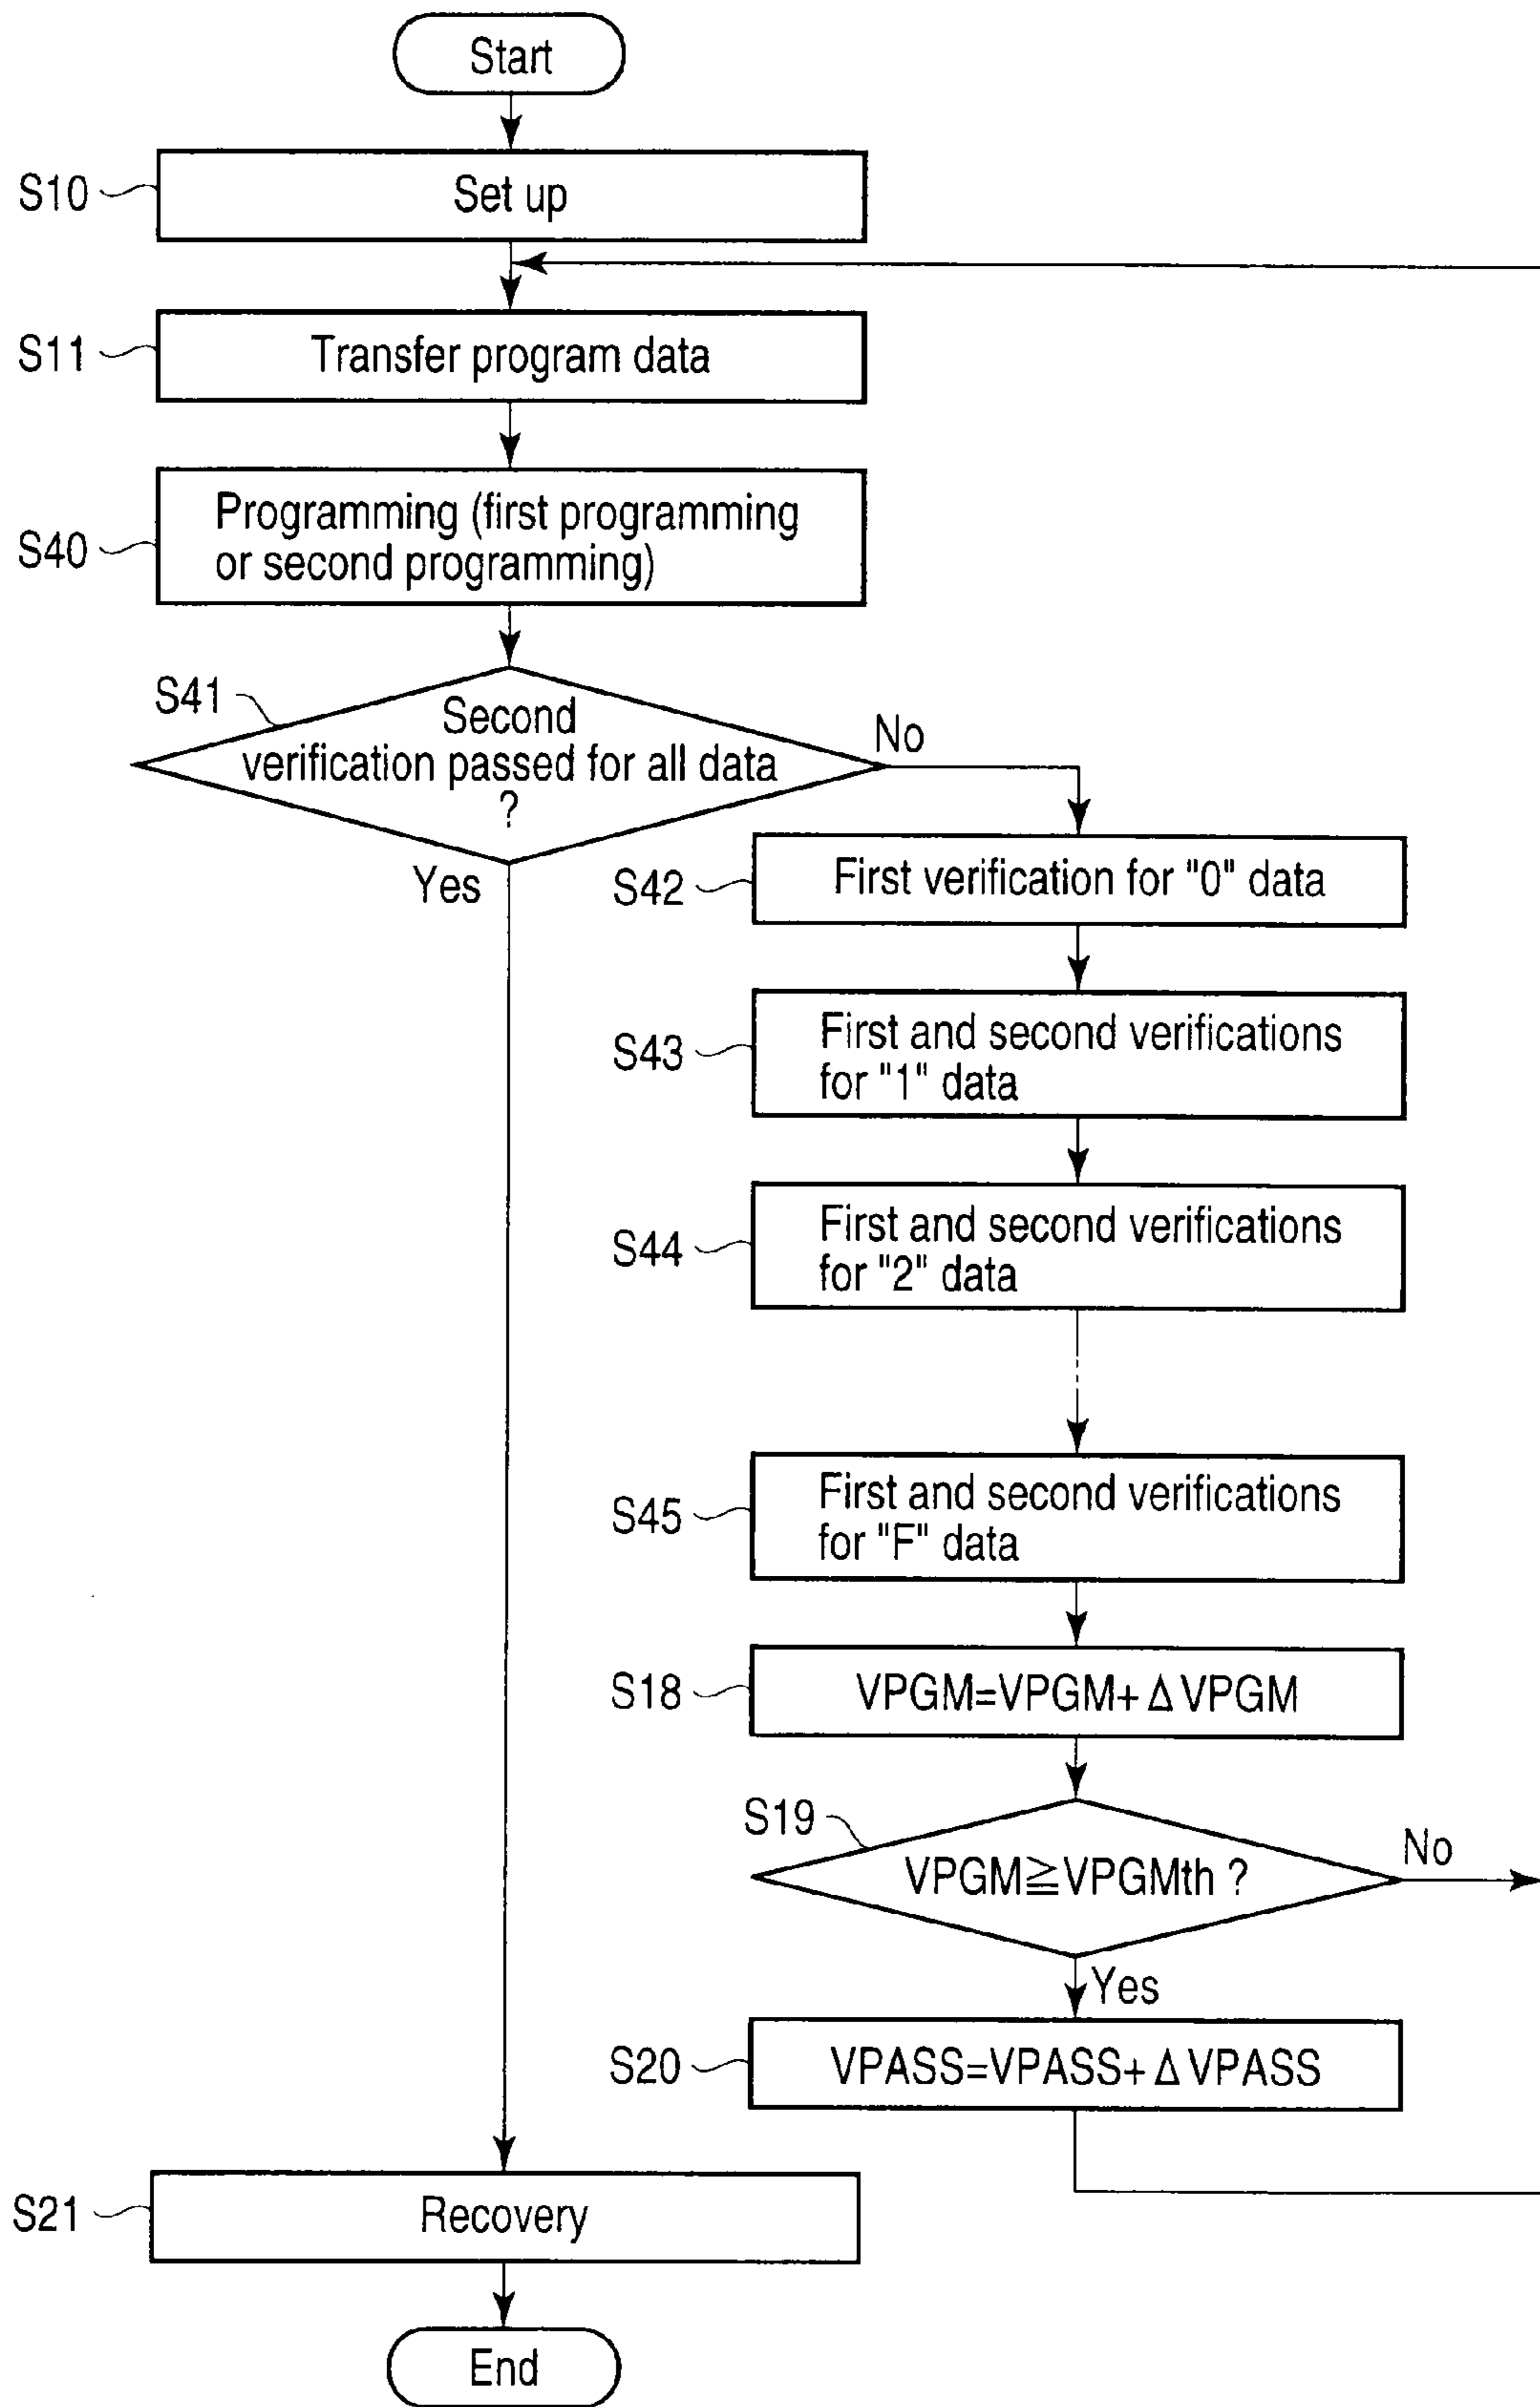 Start
S10
Set up
S11
Transfer program data
S40
Programming (first programming
or second programming)
S41
Second
verification passed for all data
?
No
Yes
S42
First verification for "0" data
S43
First and second verifications
for "1" data
S44
First and second verifications
for "2" data
S45
First and second verifications
for "F" data
S18
VPGM=VPGM+ΔVPGM
S19
VPGM≧VPGMth ?
No
Yes
S20
VPASS=VPASS+ΔVPASS
S21
Recovery
End